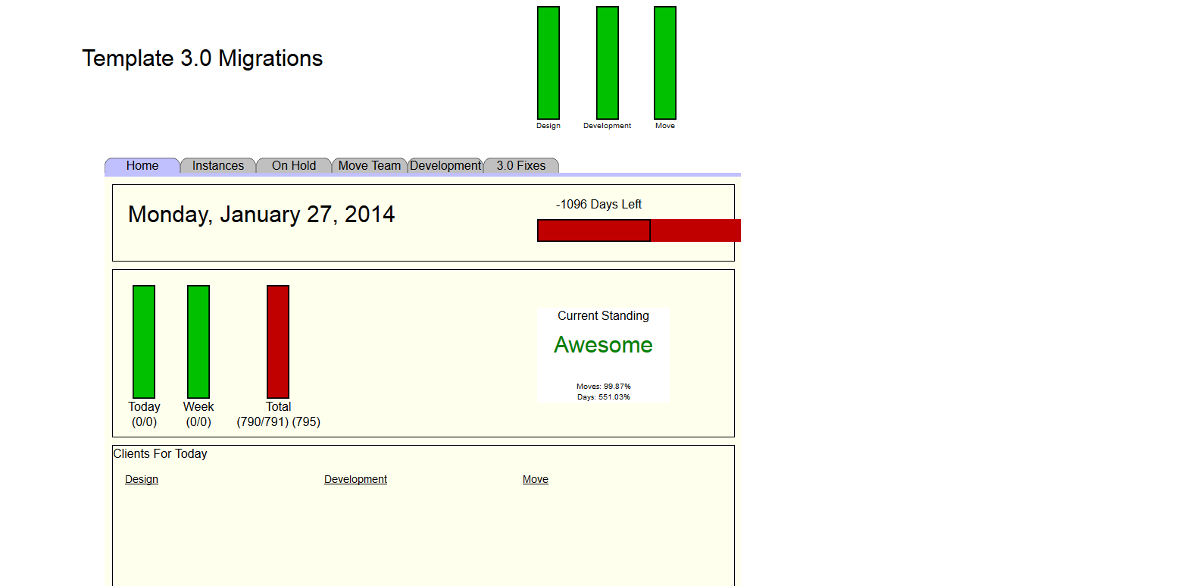 Template 3.0 Migrations
Design Development Move
Home Instances On Hold Move Team Development 3.0 Fixes
Monday, January 27, 2014
-1096 Days Left
Current Standing
Awesome
Moves: 99.87%
Days: 551.03%
Today Week Total
(0/0) (0/0) (790/791) (795)
Clients For Today
Design Development Move